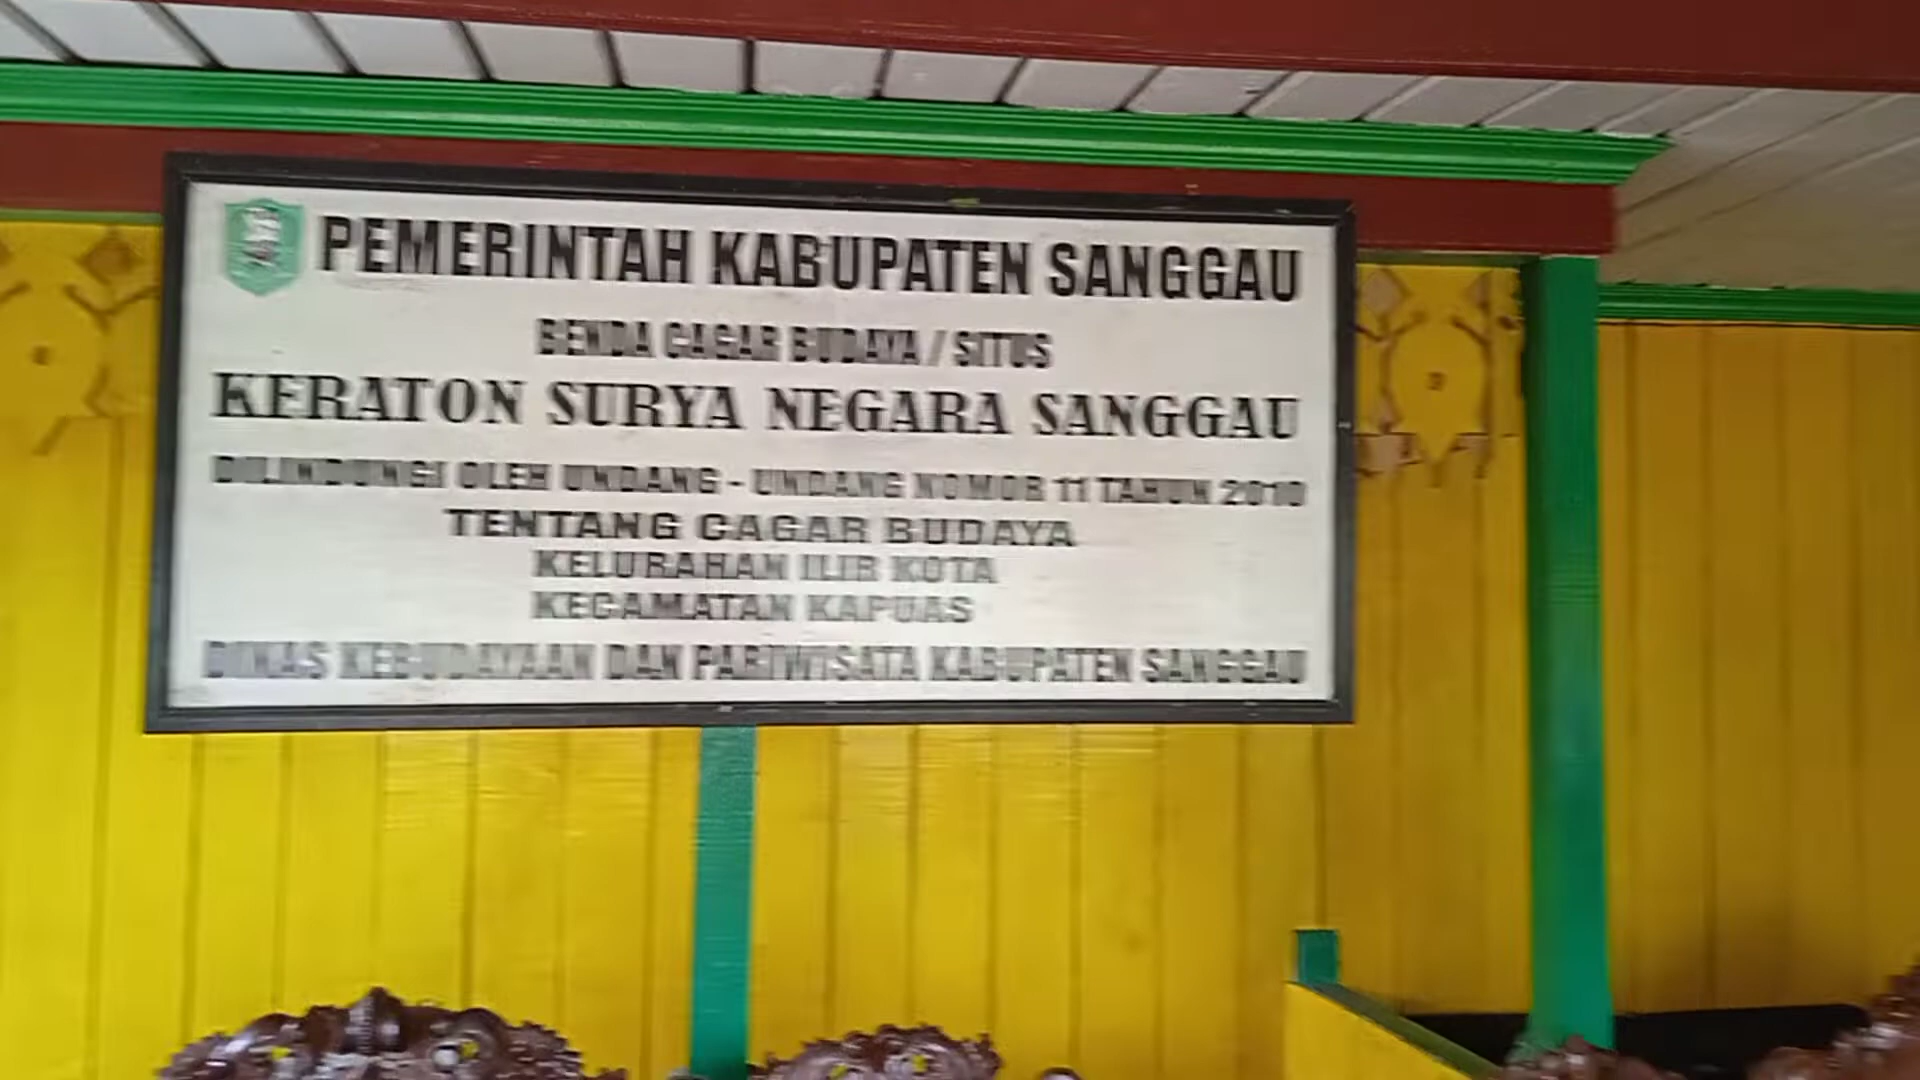 PEMERINTAH KABUPATEN SANGGAU
BENDA CAGAR BUDAYA / SITUS
KERATON SURYA NEGARA SANGGAU
DILINDUNGI OLEH UNDANG - UNDANG NOMOR 11 TAHUN 2010
TENTANG CAGAR BUDAYA
KELURAHAN ILIR KOTA
KECAMATAN KAPUAS
DINAS KEBUDAYAAN DAN PARIWISATA KABUPATEN SANGGAU